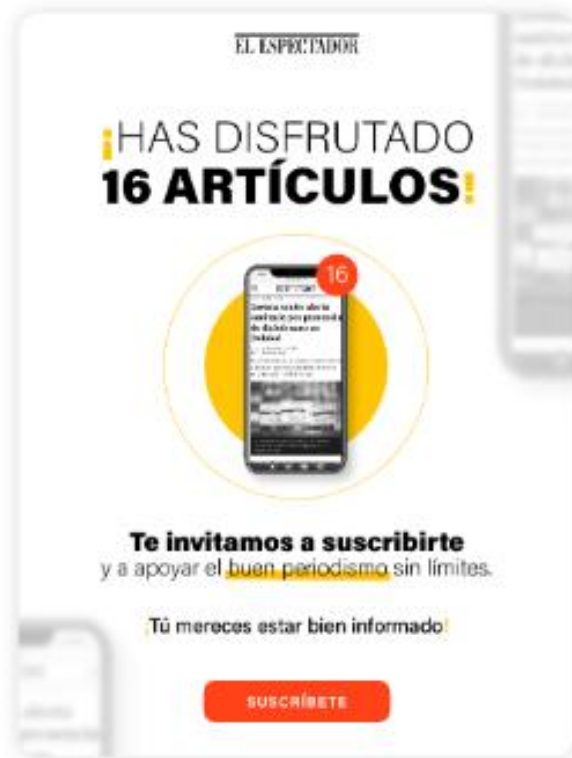 EL ESPECTADOR
¡HAS DISFRUTADO
16 ARTÍCULOS!
16
Te invitamos a suscribirte
y a apoyar el buen periodismo sin límites.
¡Tú mereces estar bien informado!
SUSCRÍBETE